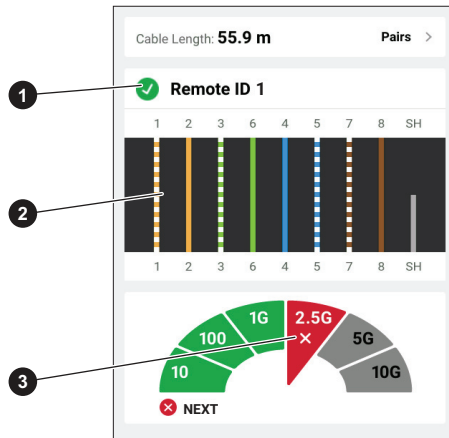 Cable Length: 55.9 m Pairs >
1 Remote ID 1
1 2 3 6 4 5 7 8 SH
2
1 2 3 6 4 5 7 8 SH
1G 2.5G
100 5G
3
10 10G
NEXT